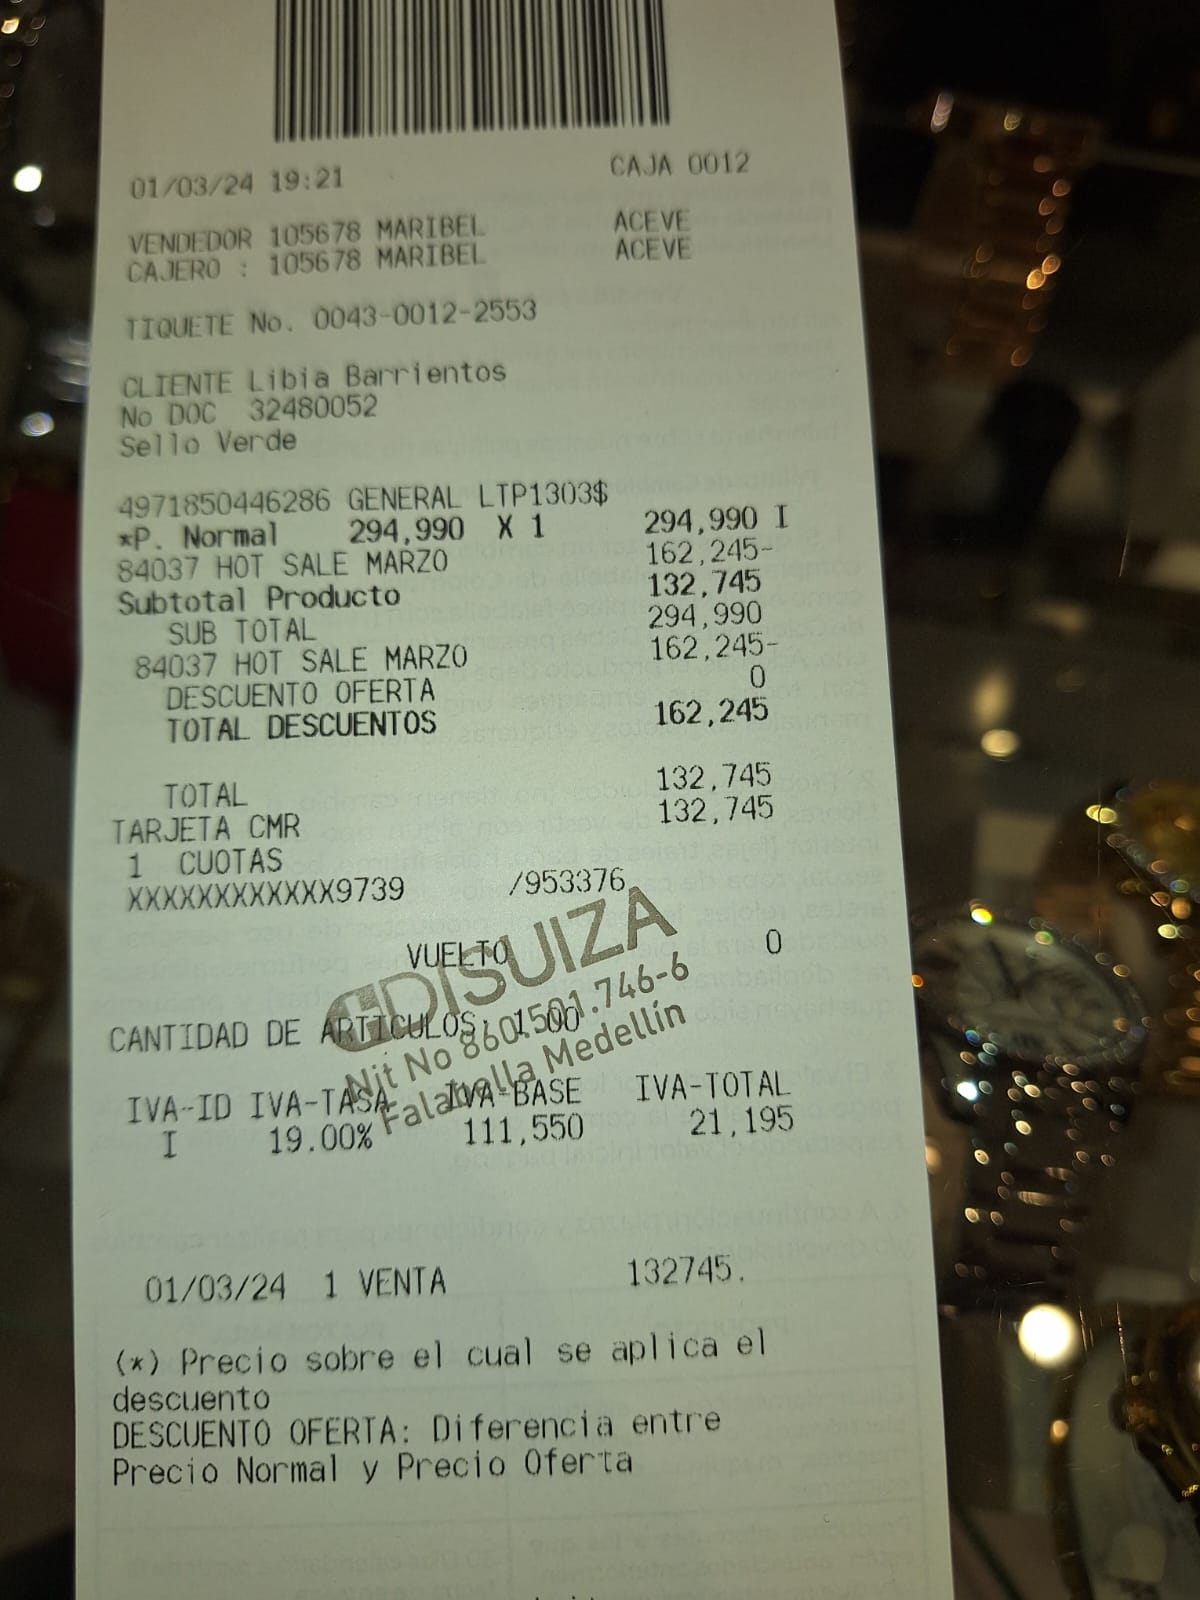 01/03/24 19:21 CAJA 0012
VENDEDOR 105678 MARIBEL ACEVE
CAJERO : 105678 MARIBEL ACEVE
TIQUETE No. 0043-0012-2553
CLIENTE Libia Barrientos
No DOC 32480052
Sello Verde
4971850446286 GENERAL LTP1303$
*P. Normal 294,990 X 1 294,990 I
84037 HOT SALE MARZO 162,245-
Subtotal Producto 132,745
SUB TOTAL 294,990
84037 HOT SALE MARZO 162,245-
DESCUENTO OFERTA 0
TOTAL DESCUENTOS 162,245
TOTAL 132,745
TARJETA CMR 132,745
1 CUOTAS
XXXXXXXXXXXX9739 /953376
VUELTO 0
DISUIZA
CANTIDAD DE ARTICULOS: 1.00
Nit No 860.501.746-6
Falabella Medellín
IVA-ID IVA-TASA IVA-BASE IVA-TOTAL
I 19.00% 111,550 21,195
01/03/24 1 VENTA 132745.
(*) Precio sobre el cual se aplica el
descuento
DESCUENTO OFERTA: Diferencia entre
Precio Normal y Precio Oferta